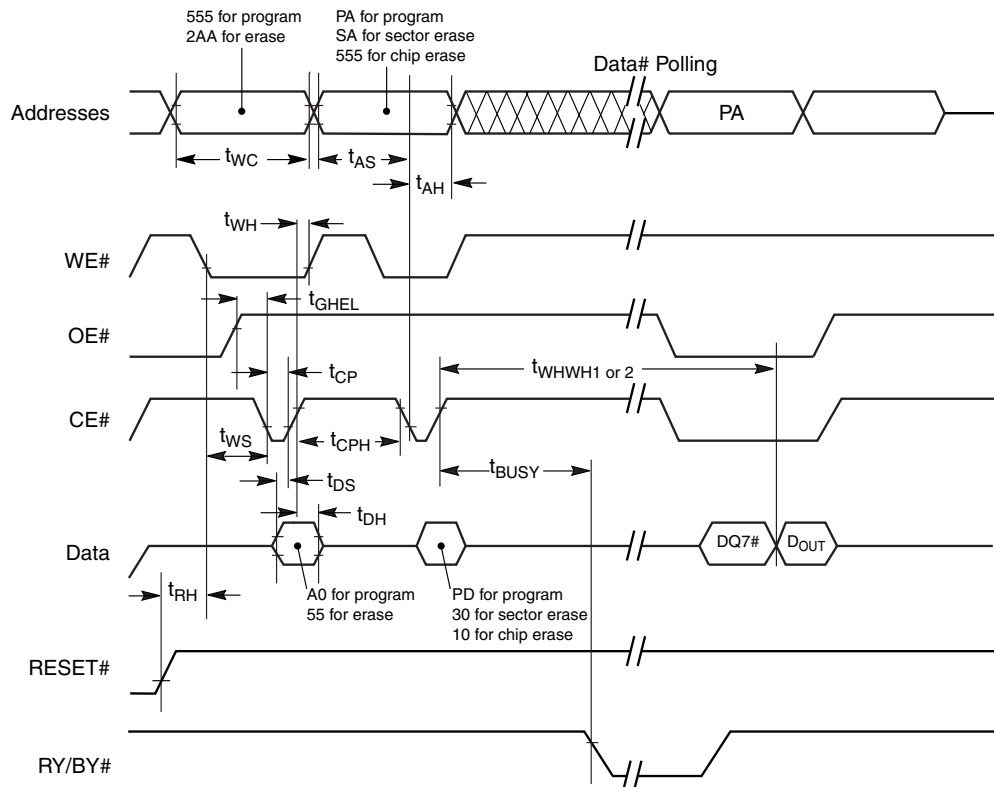 555 for program
2AA for erase
PA for program
SA for sector erase
555 for chip erase
Data# Polling
Addresses
PA
tWC
tAS
tAH
tWH
WE#
tGHEL
OE#
tWHWH1 or 2
tCP
CE#
tWS
tCPH
tBUSY
tDS
tDH
Data
DQ7#
DOUT
tRH
A0 for program
55 for erase
PD for program
30 for sector erase
10 for chip erase
RESET#
RY/BY#